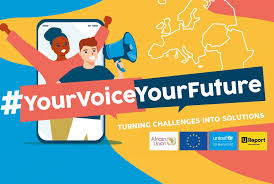 #YourVoiceYourFuture
TURNING CHALLENGES INTO SOLUTIONS
African
Union
unicef
U Report